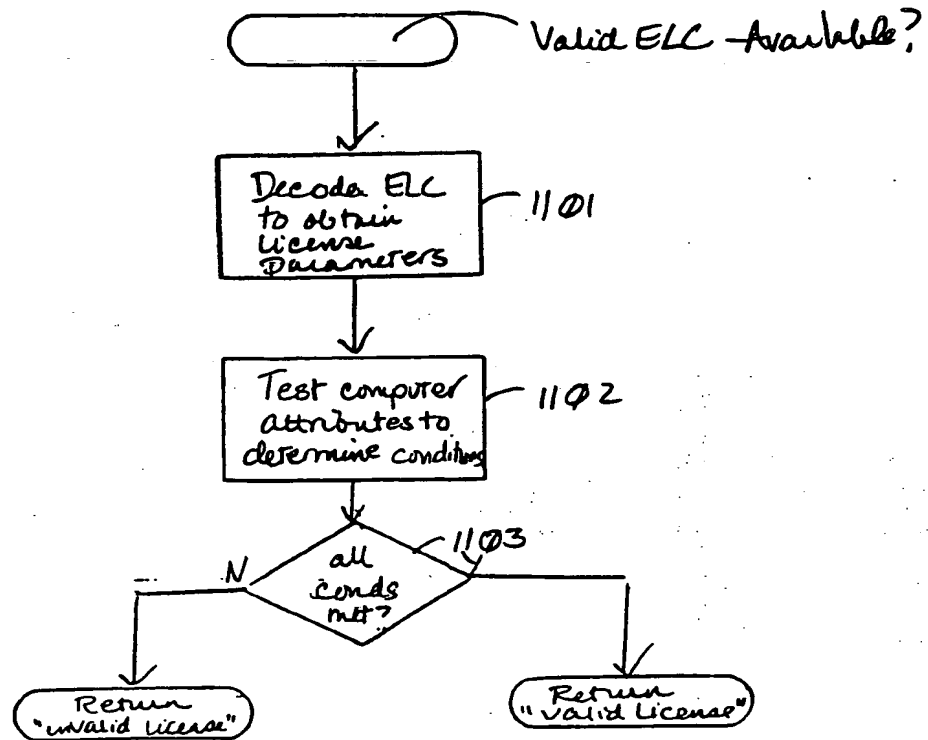 Valid ELC Available?
Decode ELC
to obtain
License
Parameters
1101
Test computer
attributes to
determine conditions
1102
1103
N
Y
all
conds
met?
Return
"invalid license"
Return
"valid License"